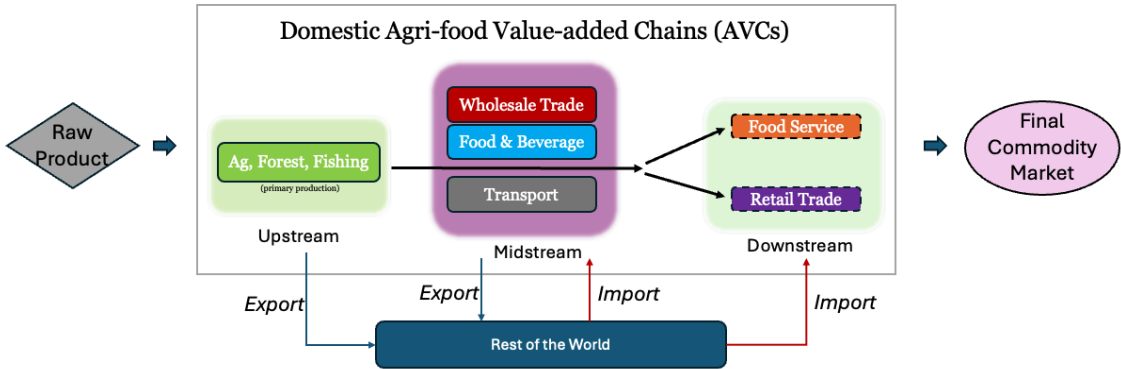 Domestic Agri-food Value-added Chains (AVCs)
Raw
Product
Ag, Forest, Fishing
(primary production)
Upstream
Wholesale Trade
Food & Beverage
Transport
Midstream
Food Service
Retail Trade
Downstream
Final
Commodity
Market
Export
Export
Import
Import
Rest of the World